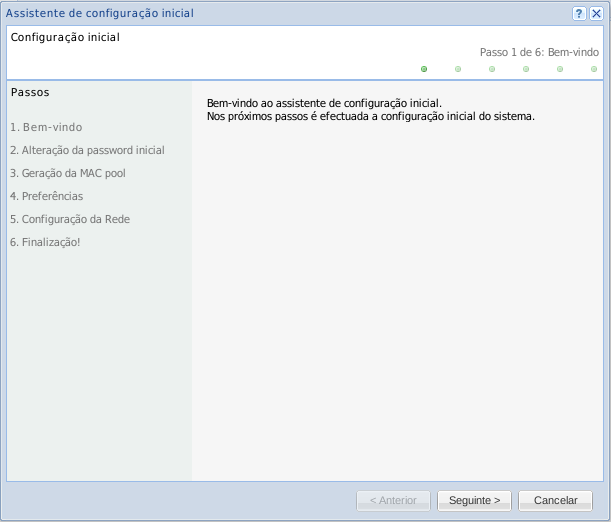 Assistente de configuração inicial
Configuração inicial
Passo 1 de 6: Bem-vindo
Passos
1. Bem-vindo
2. Alteração da password inicial
3. Geração da MAC pool
4. Preferências
5. Configuração da Rede
6. Finalização!
Bem-vindo ao assistente de configuração inicial.
Nos próximos passos é efectuada a configuração inicial do sistema.
< Anterior
Seguinte >
Cancelar